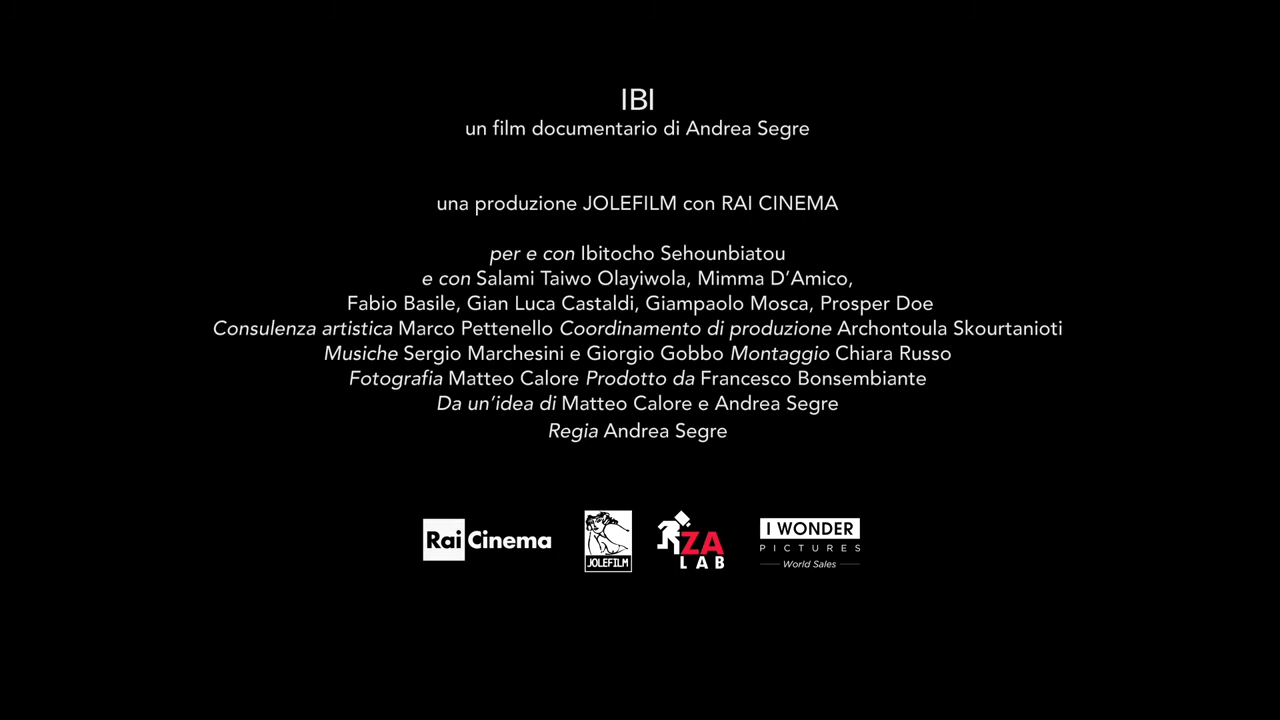 IBI
un film documentario di Andrea Segre
una produzione JOLEFILM con RAI CINEMA
per e con Ibitocho Sehounbiatou
e con Salami Taiwo Olayiwola, Mimma D'Amico,
Fabio Basile, Gian Luca Castaldi, Giampaolo Mosca, Prosper Doe
Consulenza artistica Marco Pettenello Coordinamento di produzione Archontoula Skourtanioti
Musiche Sergio Marchesini e Giorgio Gobbo Montaggio Chiara Russo
Fotografia Matteo Calore Prodotto da Francesco Bonsembiante
Da un'idea di Matteo Calore e Andrea Segre
Regia Andrea Segre
Rai Cinema
JOLEFILM
ZA
LAB
I WONDER
PICTURES
World Sales